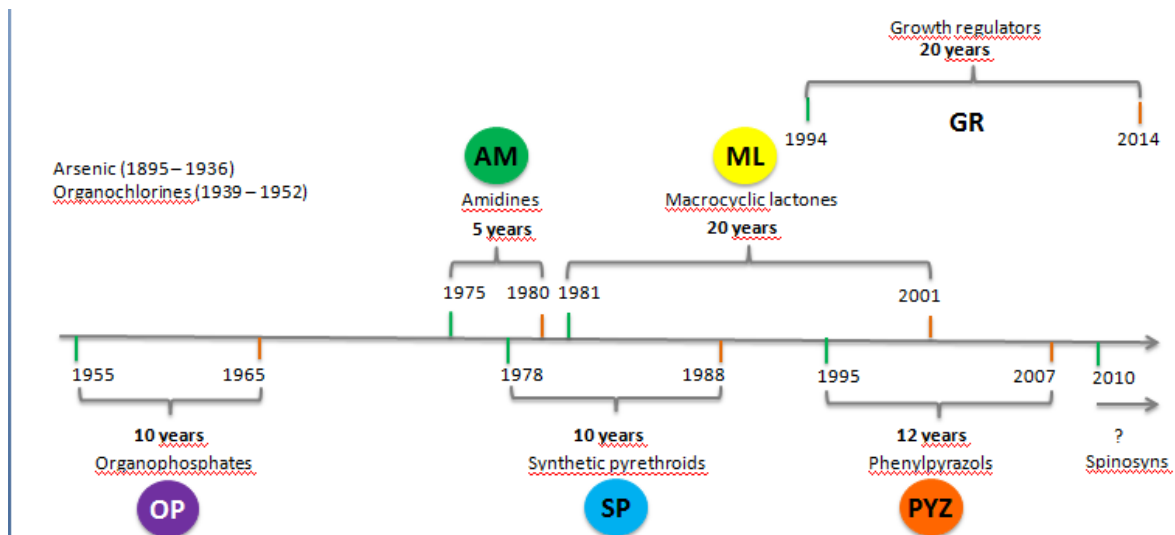 Growth regulators
20 years
GR
1994
2014
Arsenic (1895 – 1936)
Organochlorines (1939 – 1952)
AM
Amidines
5 years
ML
Macrocyclic lactones
20 years
1975
1980
1981
2001
1955
1965
1978
1988
1995
2007
2010
10 years
Organophosphates
OP
10 years
Synthetic pyrethroids
SP
12 years
Phenylpyrazols
PYZ
?
Spinosyns